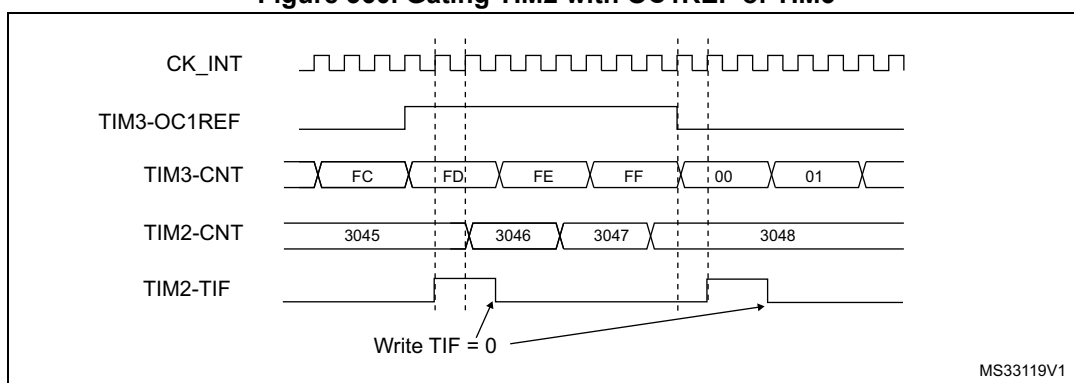 Figure 386. Gating TIM2 with OC1REF of TIM3
CK_INT
TIM3-OC1REF
TIM3-CNT FC FD FE FF 00 01
TIM2-CNT 3045 3046 3047 3048
TIM2-TIF
Write TIF = 0
MS33119V1